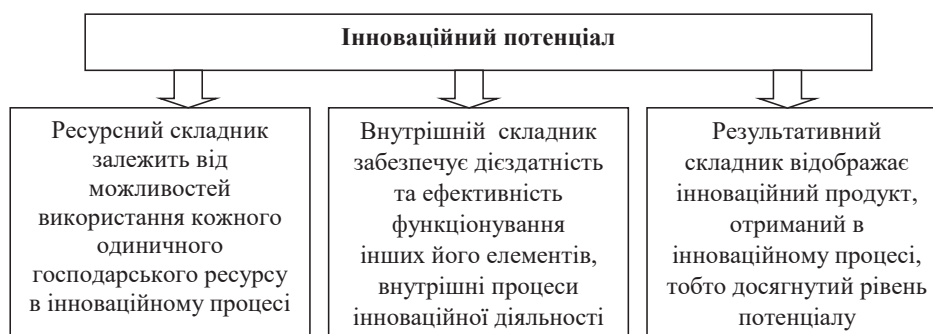 Інноваційний потенціал
Ресурсний складник
залежить від
можливостей
використання кожного
одиничного
господарського ресурсу
в інноваційному процесі
Внутрішній складник
забезпечує дієздатність
та ефективність
функціонування
інших його елементів,
внутрішні процеси
інноваційної діяльності
Результативний
складник відображає
інноваційний продукт,
отриманий в
інноваційному процесі,
тобто досягнутий рівень
потенціалу